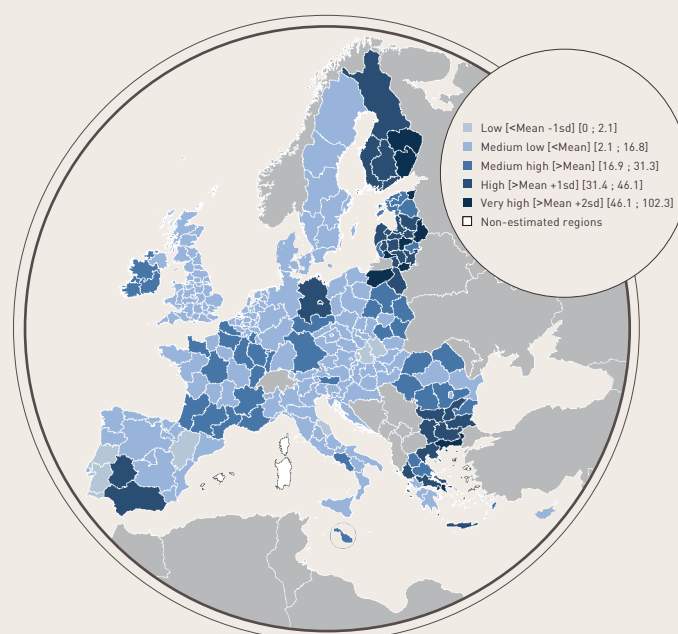 Low [<Mean -1sd] [0 ; 2.1]
Medium low [<Mean] [2.1 ; 16.8]
Medium high [>Mean] [16.9 ; 31.3]
High [>Mean +1sd] [31.4 ; 46.1]
Very high [>Mean +2sd] [46.1 ; 102.3]
Non-estimated regions